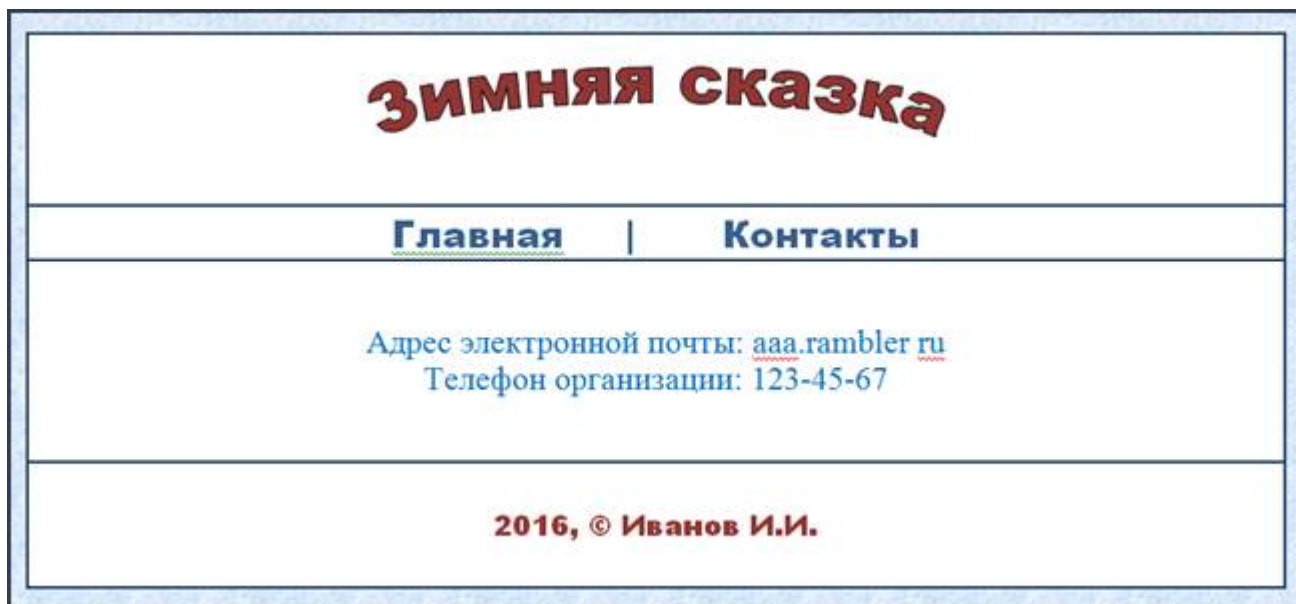 Зимняя сказка
Главная | Контакты
Адрес электронной почты: aaa.rambler ru
Телефон организации: 123-45-67
2016, © Иванов И.И.